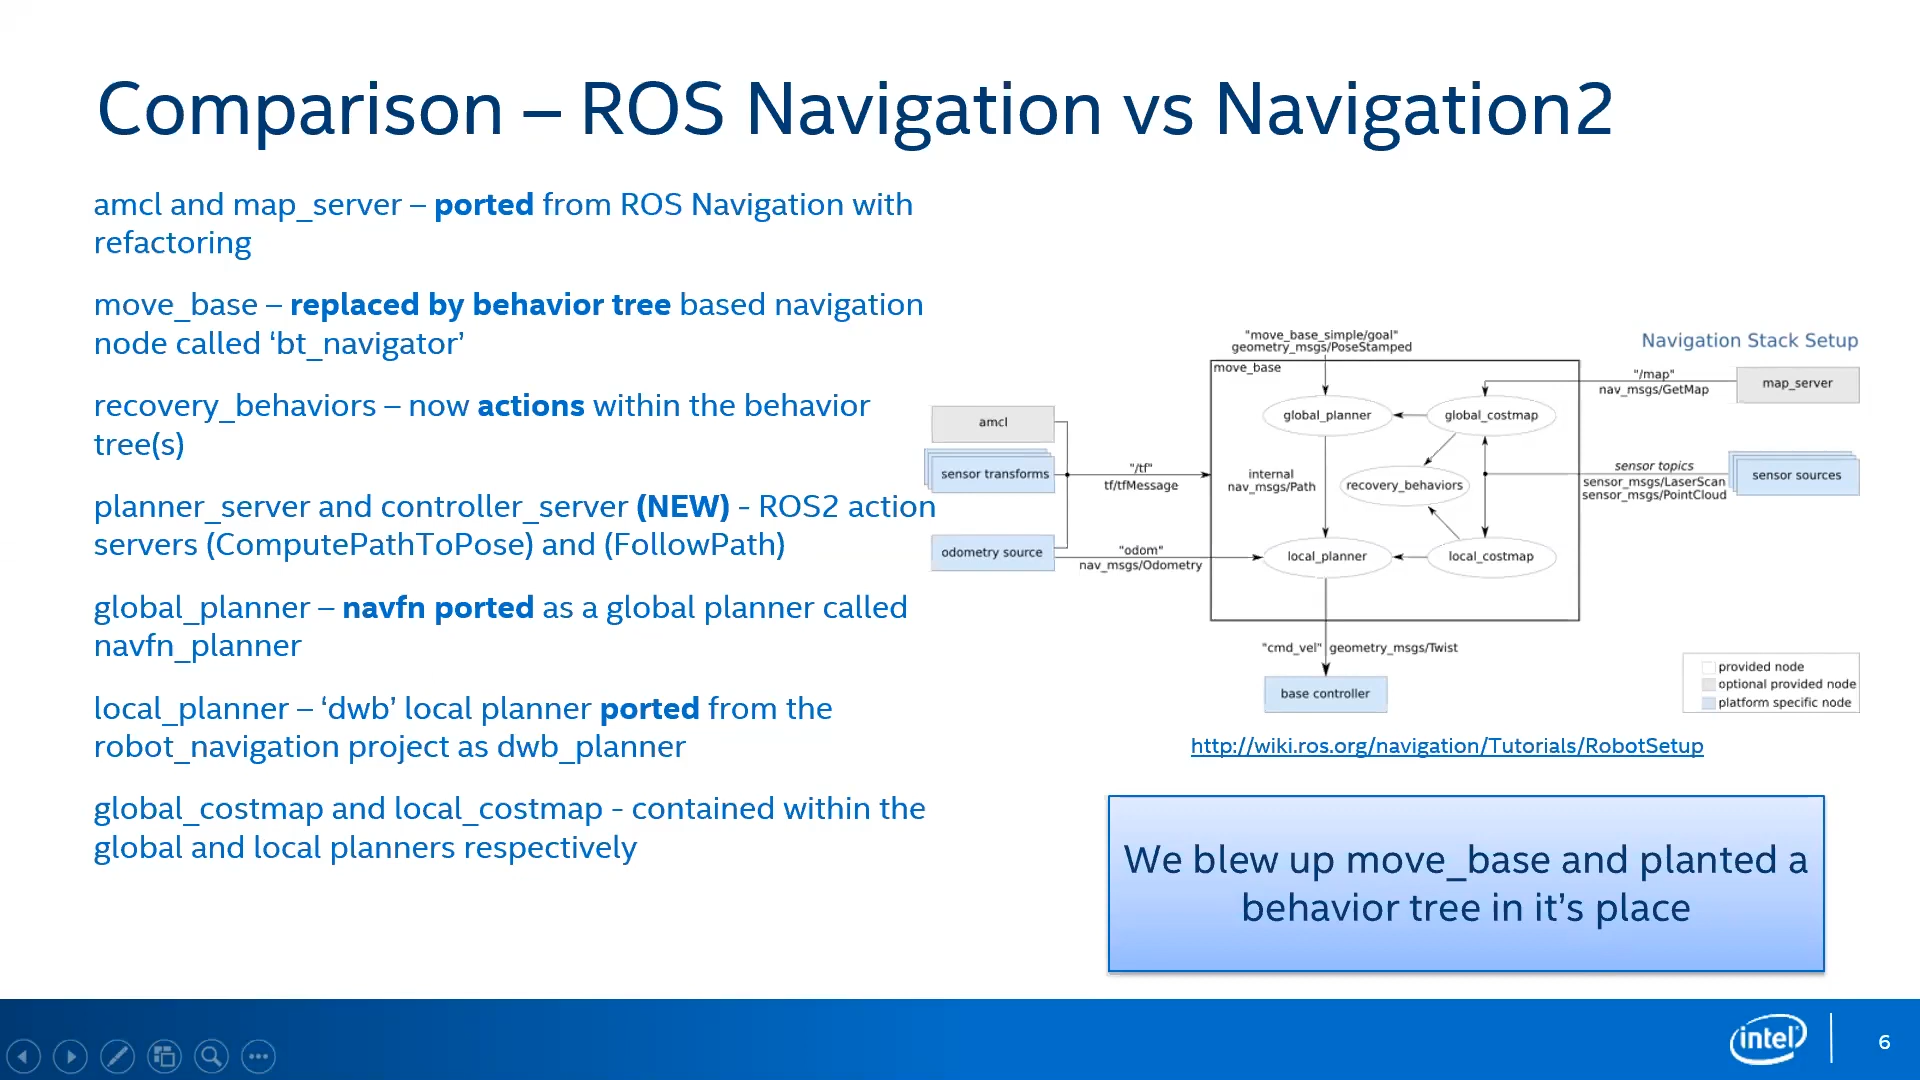 Comparison – ROS Navigation vs Navigation2
amcl and map_server – ported from ROS Navigation with
refactoring
move_base – replaced by behavior tree based navigation
node called ‘bt_navigator’
recovery_behaviors – now actions within the behavior
tree(s)
planner_server and controller_server (NEW) - ROS2 action
servers (ComputePathToPose) and (FollowPath)
global_planner – navfn ported as a global planner called
navfn_planner
local_planner – ‘dwb’ local planner ported from the
robot_navigation project as dwb_planner
global_costmap and local_costmap - contained within the
global and local planners respectively
Navigation Stack Setup
"move_base_simple/goal"
geometry_msgs/PoseStamped
move_base
"/map"
nav_msgs/GetMap
map_server
global_planner
global_costmap
amcl
sensor transforms
"/tf"
tf/tfMessage
internal
nav_msgs/Path
recovery_behaviors
sensor topics
sensor_msgs/LaserScan
sensor_msgs/PointCloud
sensor sources
odometry source
"odom"
nav_msgs/Odometry
local_planner
local_costmap
"cmd_vel"
geometry_msgs/Twist
base controller
provided node
optional provided node
platform specific node
http://wiki.ros.org/navigation/Tutorials/RobotSetup
We blew up move_base and planted a
behavior tree in it’s place
intel
6